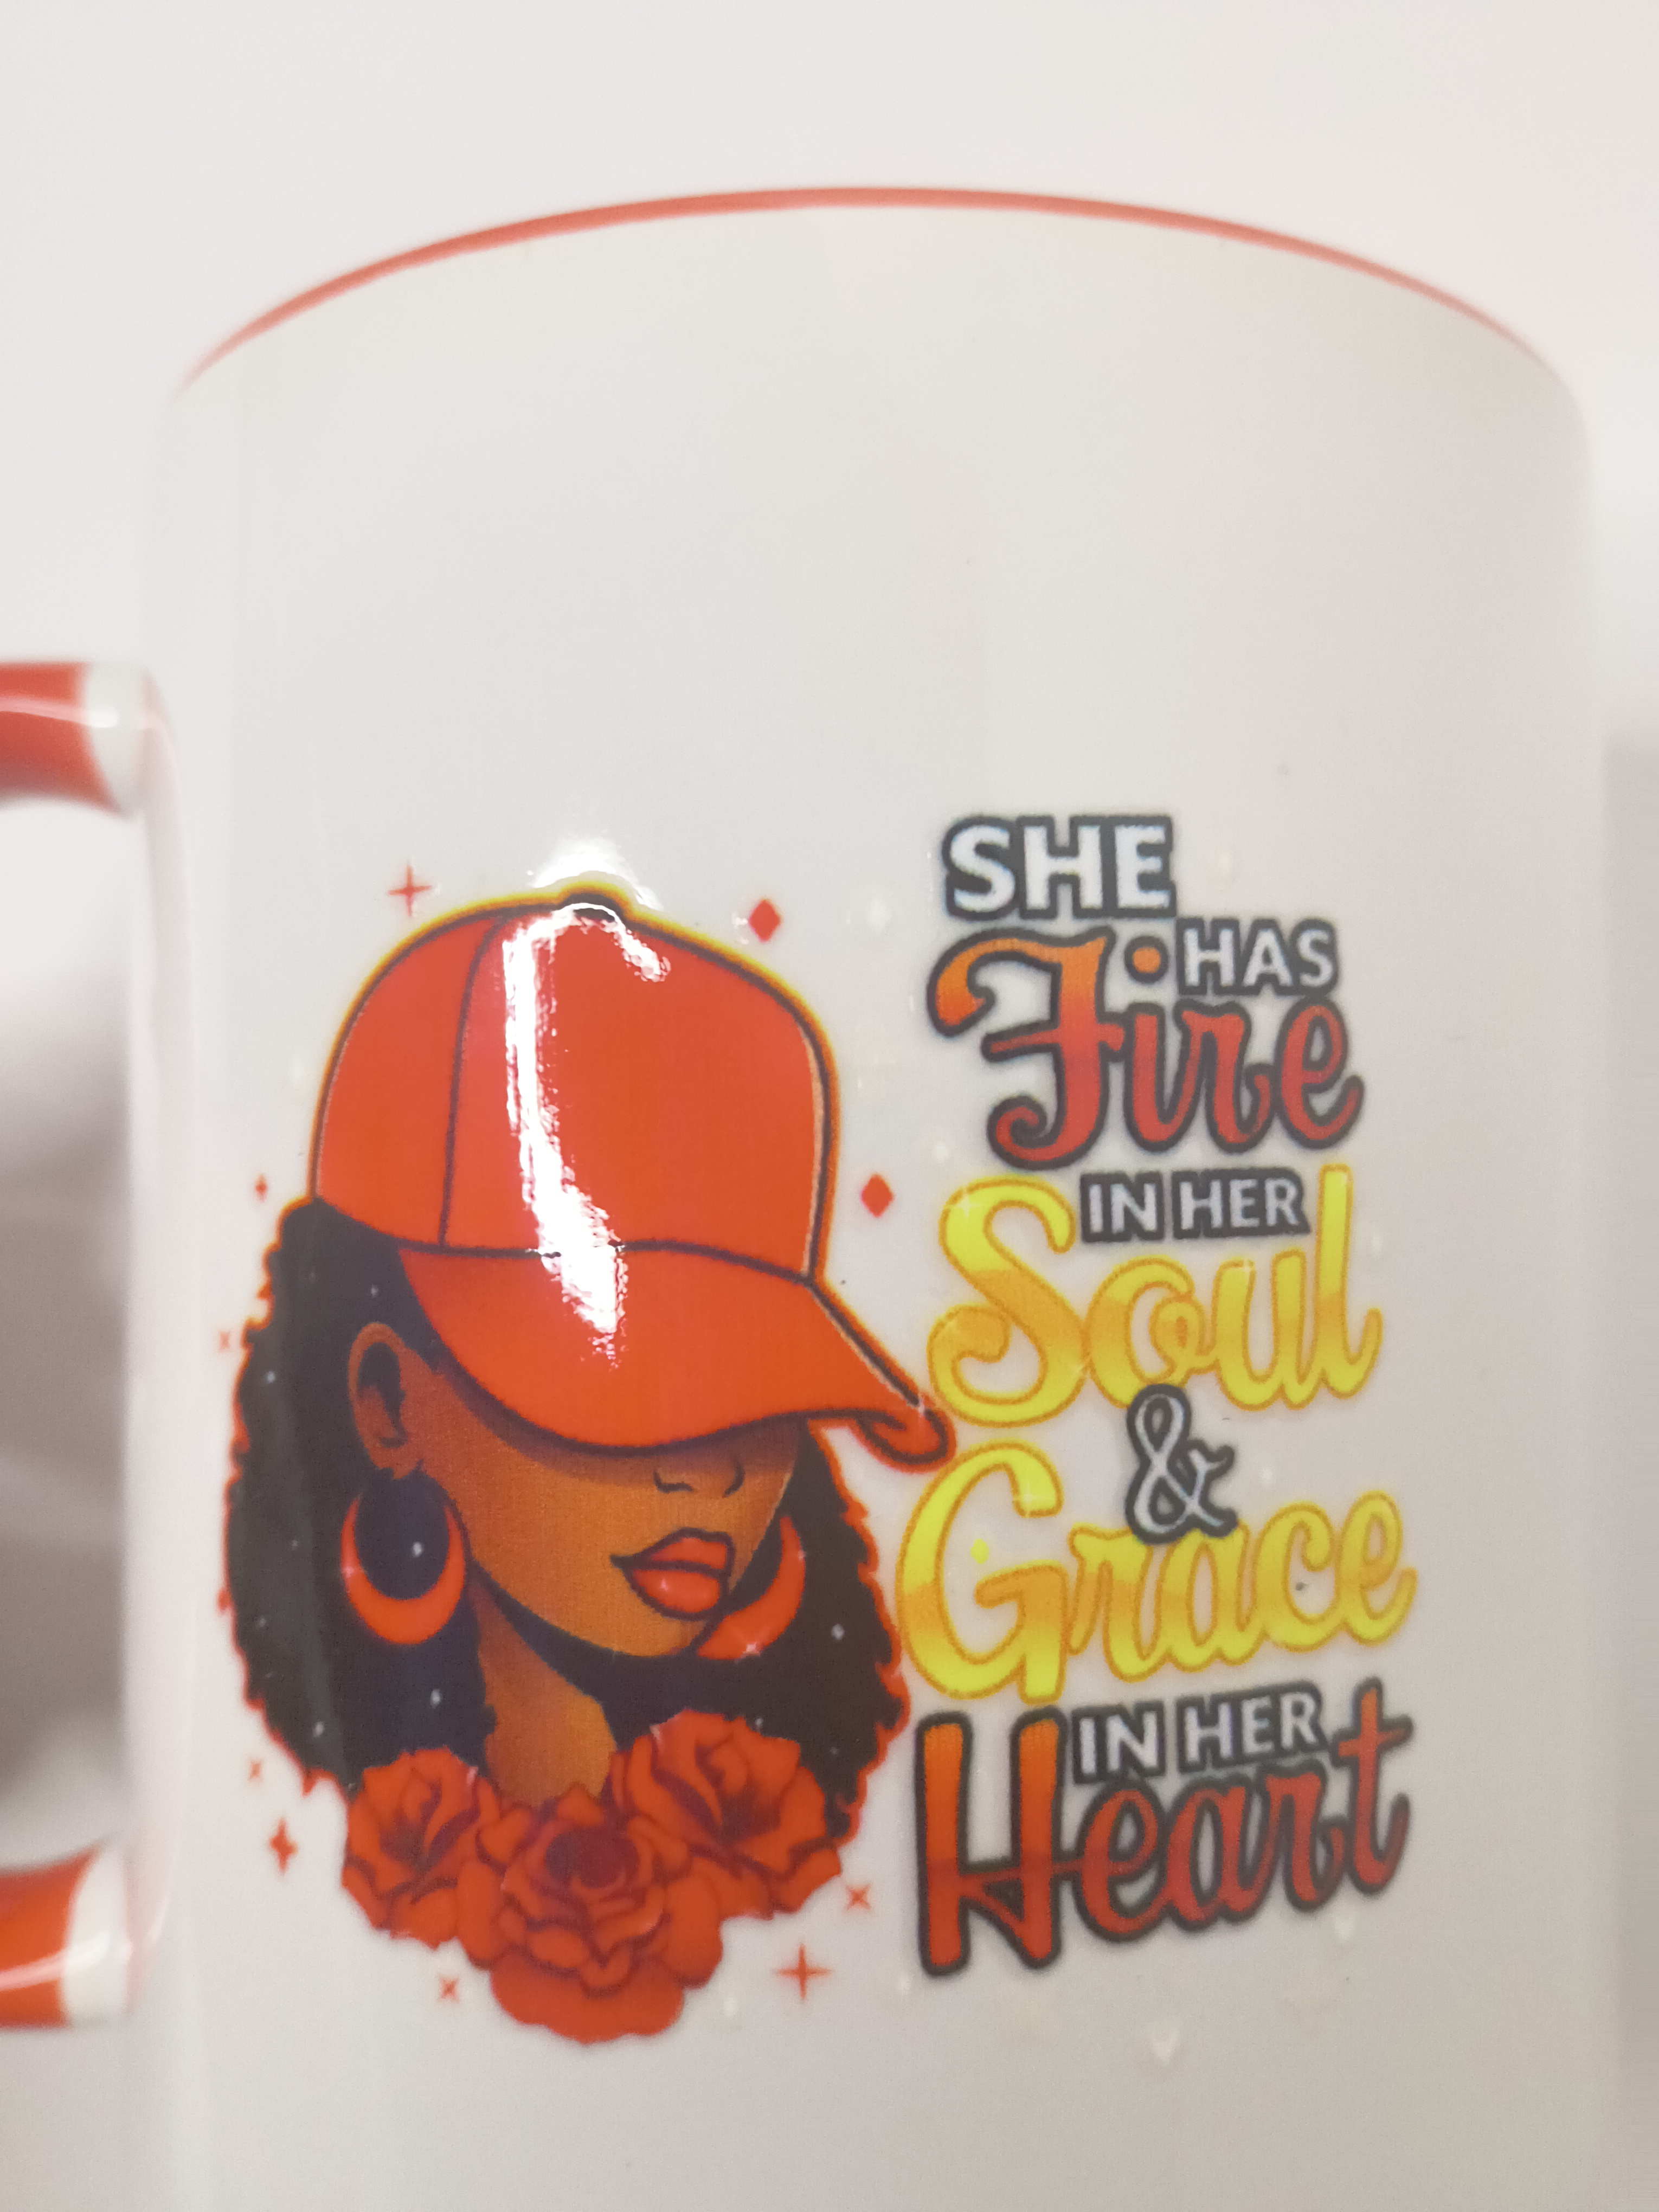 SHE
HAS
Fire
IN HER
Soul
&
Grace
IN HER
Heart